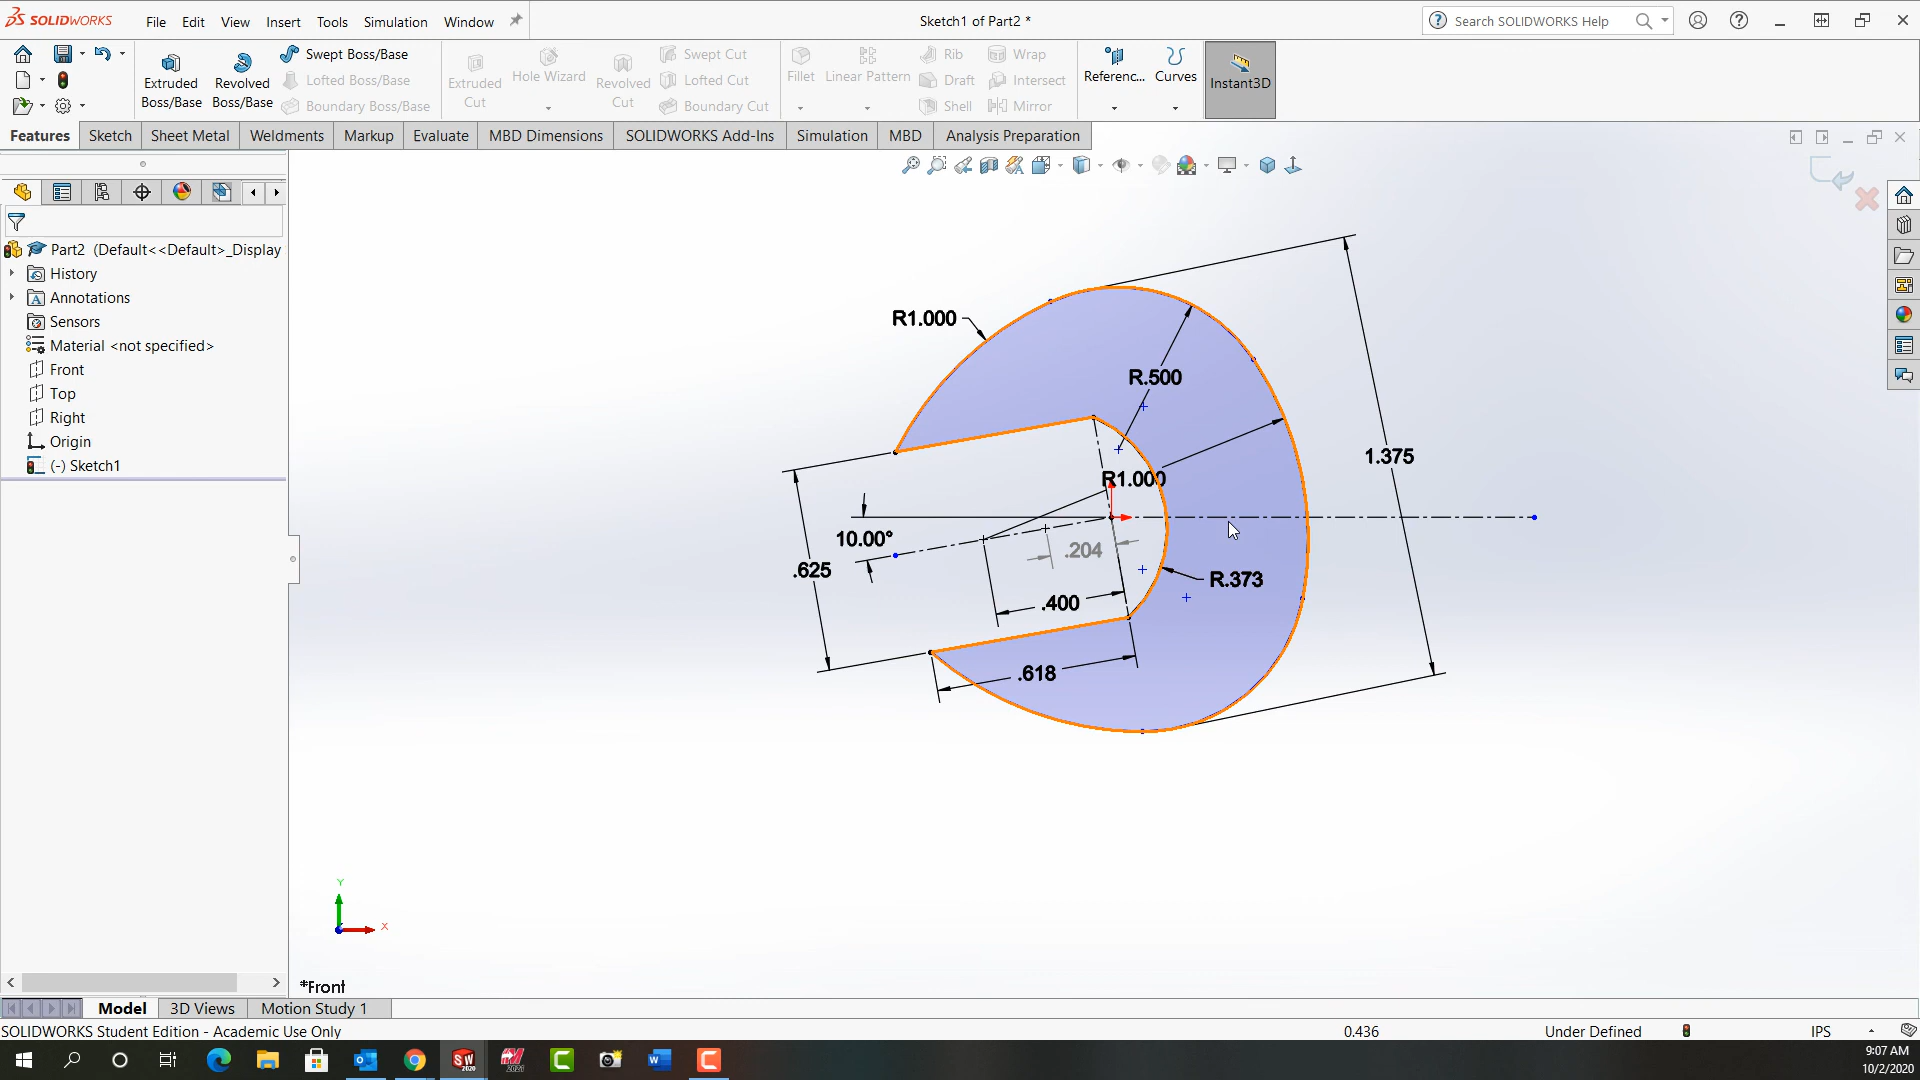 SOLIDWORKS File Edit View Insert Tools Simulation Window Sketch1 of Part2 * Search SOLIDWORKS Help
Extruded Boss/Base
Revolved Boss/Base
Swept Boss/Base
Lofted Boss/Base
Boundary Boss/Base
Extruded Cut
Hole Wizard
Revolved Cut
Swept Cut
Lofted Cut
Boundary Cut
Fillet
Linear Pattern
Rib
Draft
Shell
Wrap
Intersect
Mirror
Referenc...
Curves
Instant3D
Features Sketch Sheet Metal Weldments Markup Evaluate MBD Dimensions SOLIDWORKS Add-Ins Simulation MBD Analysis Preparation
Part2 (Default<<Default>_Display
History
Annotations
Sensors
Material <not specified>
Front
Top
Right
Origin
(-) Sketch1
R1.000
R.500
1.375
R1.000
10.00°
.204
.625
R.373
.400
.618
Y
X
*Front
Model 3D Views Motion Study 1
SOLIDWORKS Student Edition - Academic Use Only 0.436 Under Defined IPS
9:07 AM
10/2/2020